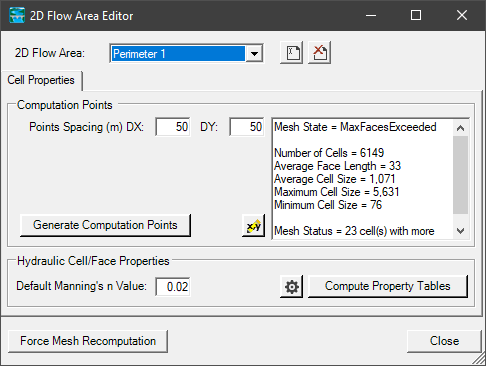 2D Flow Area Editor
2D Flow Area: Perimeter 1
Cell Properties
Computation Points
Points Spacing (m) DX: 50 DY: 50
Mesh State = MaxFacesExceeded
Number of Cells = 6149
Average Face Length = 33
Average Cell Size = 1,071
Maximum Cell Size = 5,631
Minimum Cell Size = 76
Mesh Status = 23 cell(s) with more
Generate Computation Points
x,y
Hydraulic Cell/Face Properties
Default Manning's n Value: 0.02
Compute Property Tables
Force Mesh Recomputation
Close